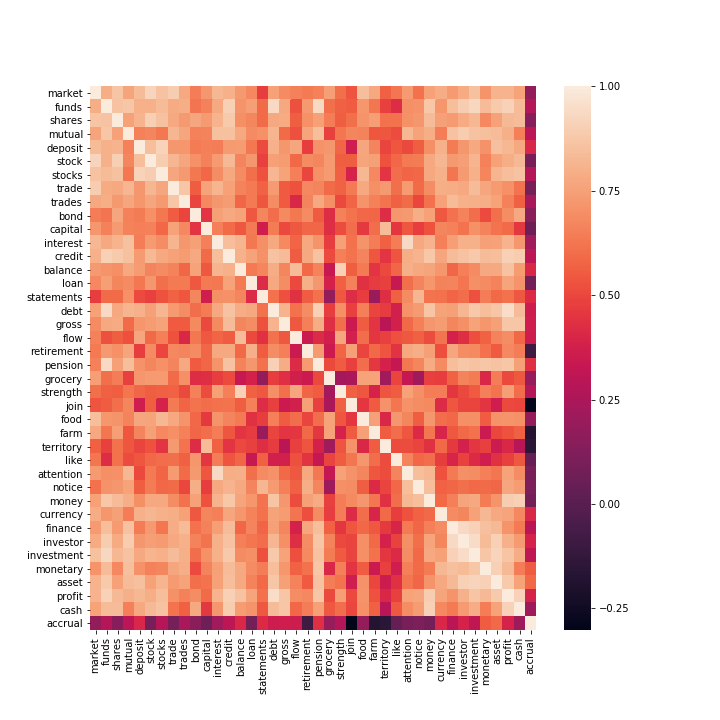 market
funds
shares
mutual
deposit
stock
stocks
trade
trades
bond
capital
interest
credit
balance
loan
statements
debt
gross
flow
retirement
pension
grocery
strength
join
food
farm
territory
like
attention
notice
money
currency
finance
investor
investment
monetary
asset
profit
cash
accrual
market
funds
shares
mutual
deposit
stock
stocks
trade
trades
bond
capital
interest
credit
balance
loan
statements
debt
gross
flow
retirement
pension
grocery
strength
join
food
farm
territory
like
attention
notice
money
currency
finance
investor
investment
monetary
asset
profit
cash
accrual
1.00
0.75
0.50
0.25
0.00
−0.25